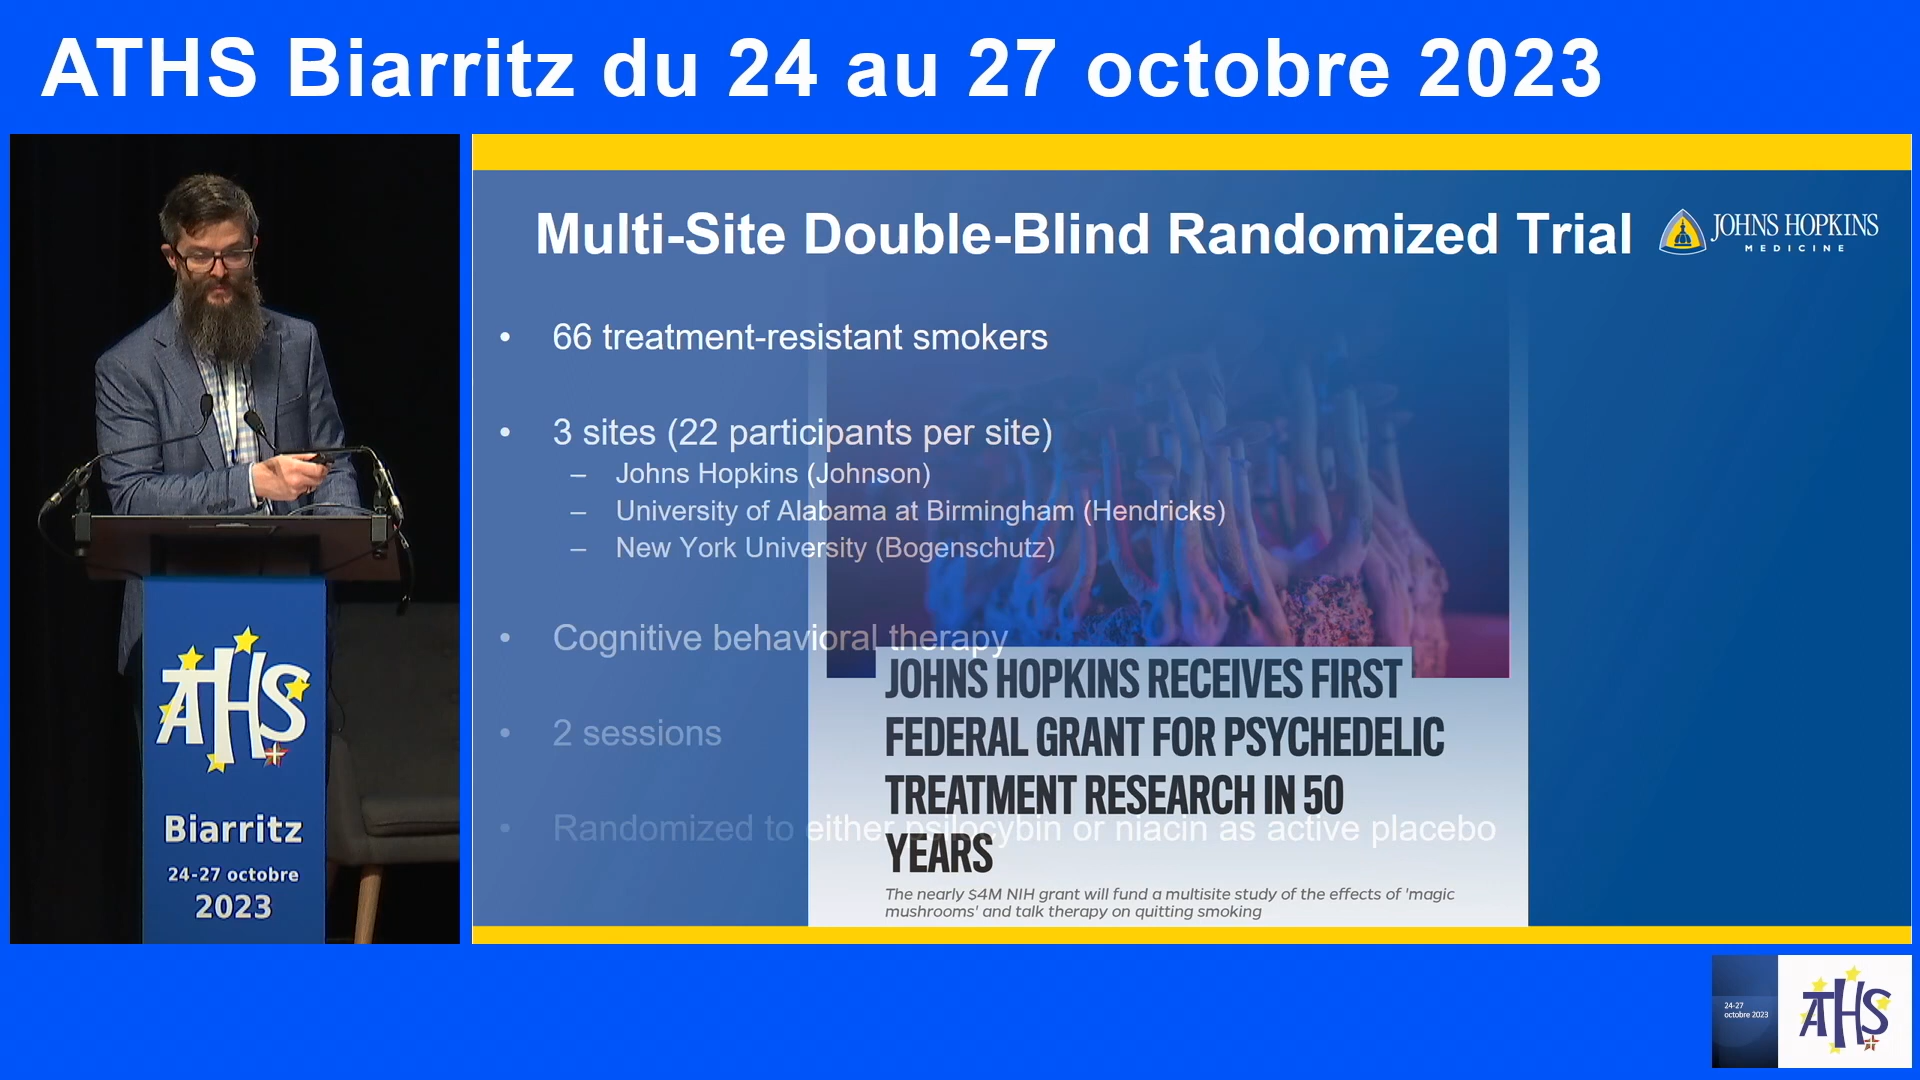 ATHS Biarritz du 24 au 27 octobre 2023
Multi-Site Double-Blind Randomized Trial
JOHNS HOPKINS
MEDICINE
• 66 treatment-resistant smokers
• 3 sites (22 participants per site)
– Johns Hopkins (Johnson)
– University of Alabama at Birmingham (Hendricks)
– New York University (Bogenschutz)
• Cognitive behavioral therapy
• 2 sessions
• Randomized to either psilocybin or niacin as active placebo
JOHNS HOPKINS RECEIVES FIRST
FEDERAL GRANT FOR PSYCHEDELIC
TREATMENT RESEARCH IN 50
YEARS
The nearly $4M NIH grant will fund a multisite study of the effects of 'magic
mushrooms' and talk therapy on quitting smoking
ATHS
Biarritz
24-27 octobre
2023
24-27
octobre 2023
ATHS